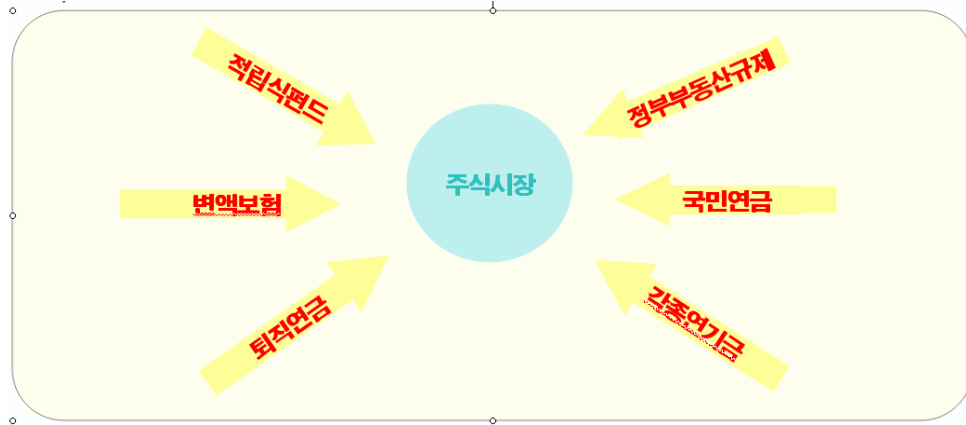 적립식펀드
정부부동산규제
주식시장
변액보험
국민연금
퇴직연금
각종연기금